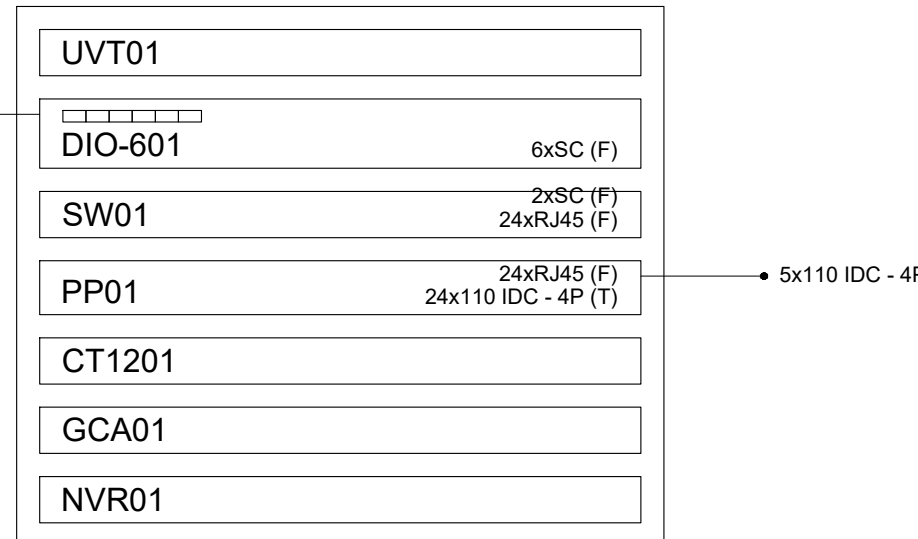 UVT01
DIO-601
6xSC (F)
SW01
2xSC (F)
24xRJ45 (F)
PP01
24xRJ45 (F)
24x110 IDC - 4P (T)
5x110 IDC - 4P
CT1201
GCA01
NVR01